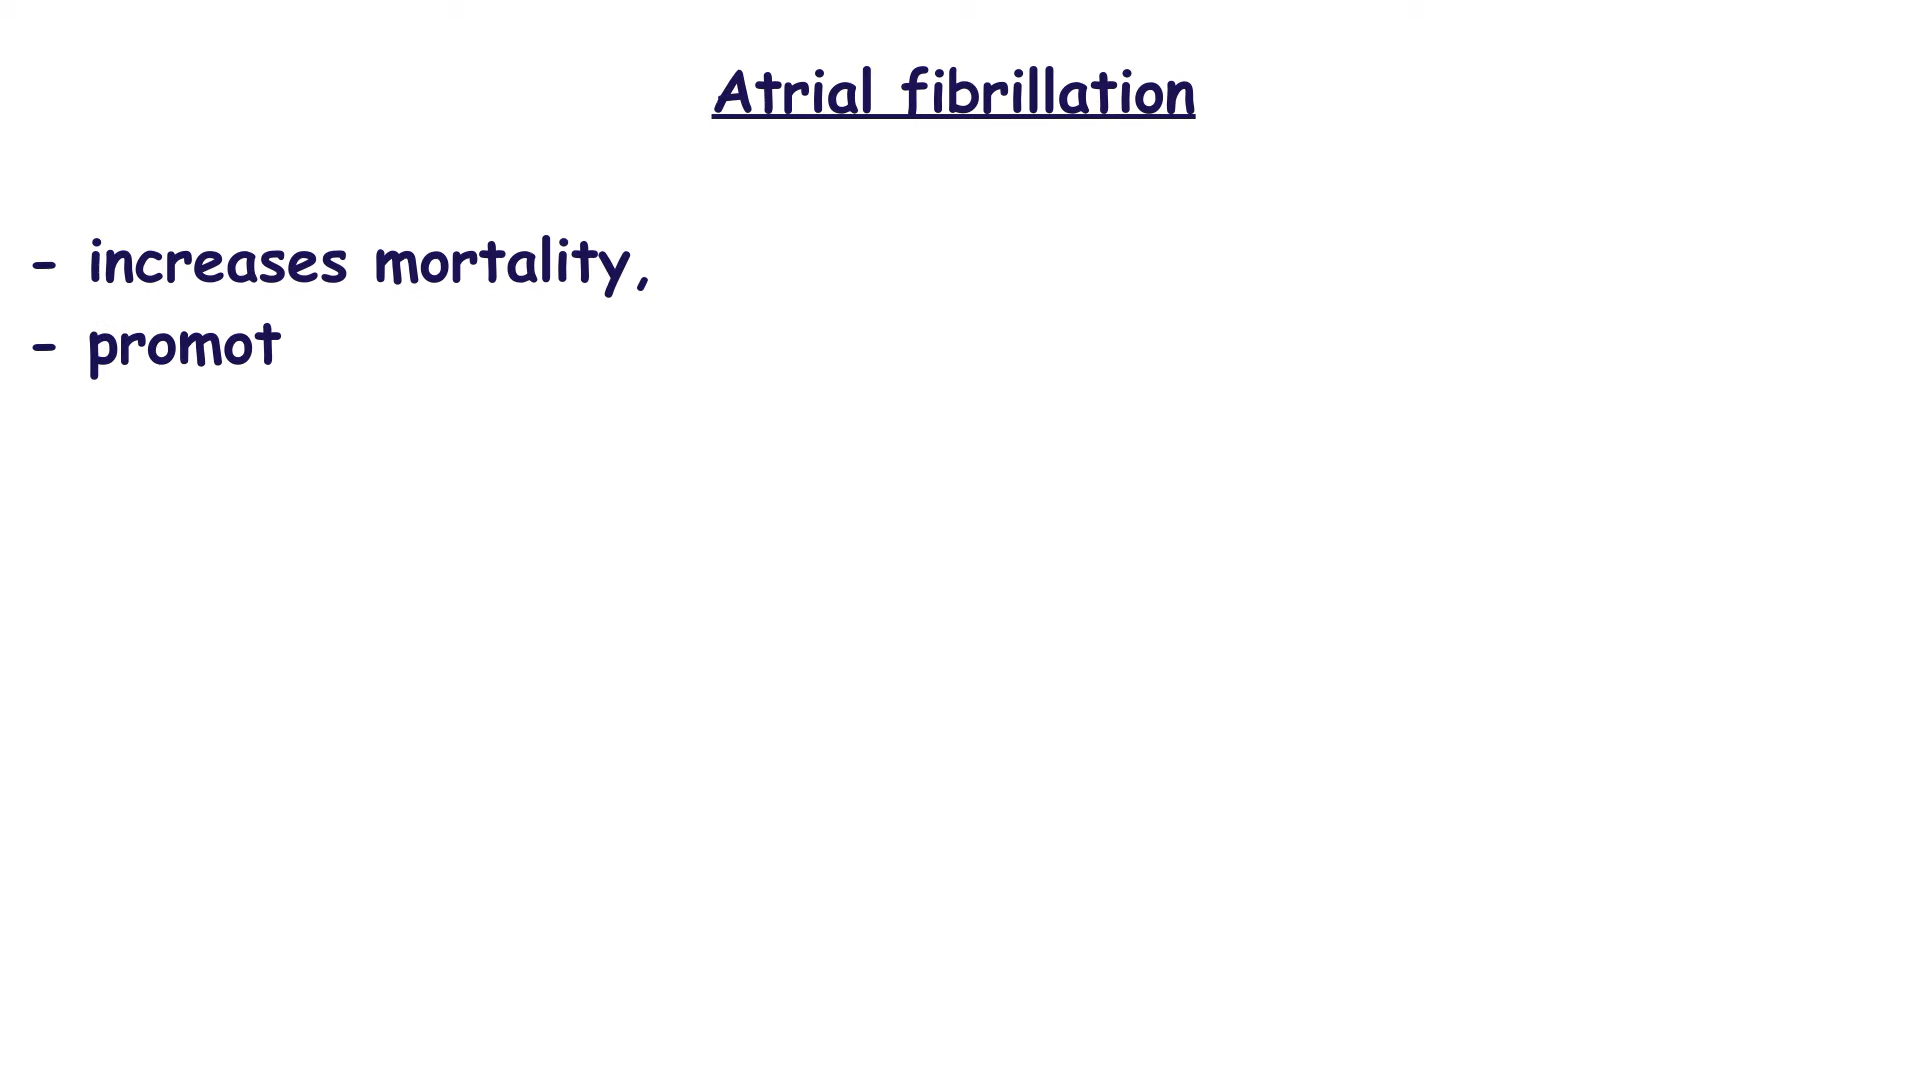 Atrial fibrillation
- increases mortality,
- promot